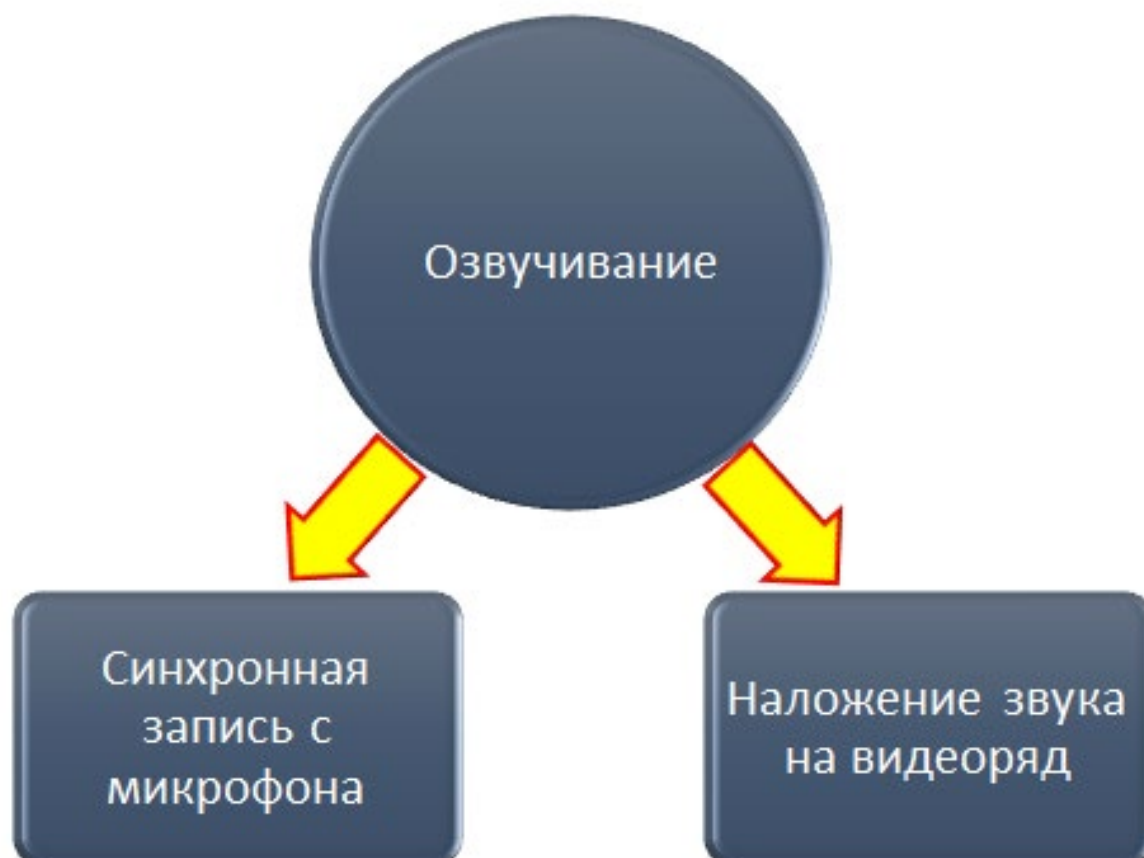 Озвучивание
Синхронная
запись с
микрофона
Наложение звука
на видеоряд